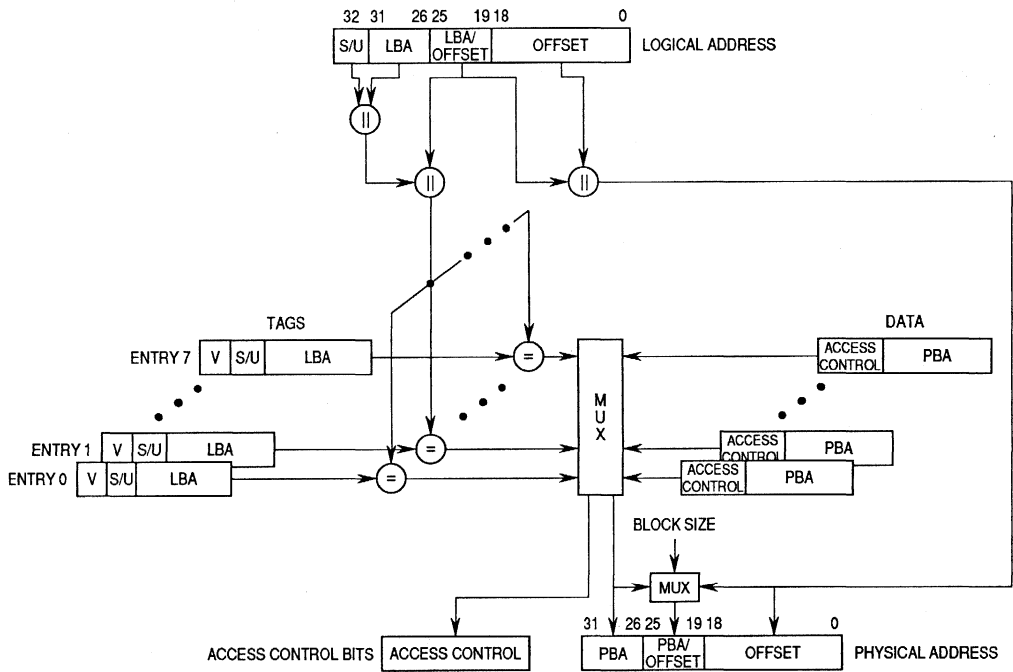 32 31 26 25 19 18 0
S/U LBA LBA/ OFFSET LOGICAL ADDRESS
OFFSET
||
|| ||
TAGS DATA
ENTRY 7 V S/U LBA = ACCESS PBA
CONTROL
M
U
X
ENTRY 1 V S/U LBA = ACCESS PBA
CONTROL
ENTRY 0 V S/U LBA = ACCESS PBA
CONTROL
BLOCK SIZE
MUX
31 26 25 19 18 0
ACCESS CONTROL BITS ACCESS CONTROL PBA PBA/ OFFSET PHYSICAL ADDRESS
OFFSET